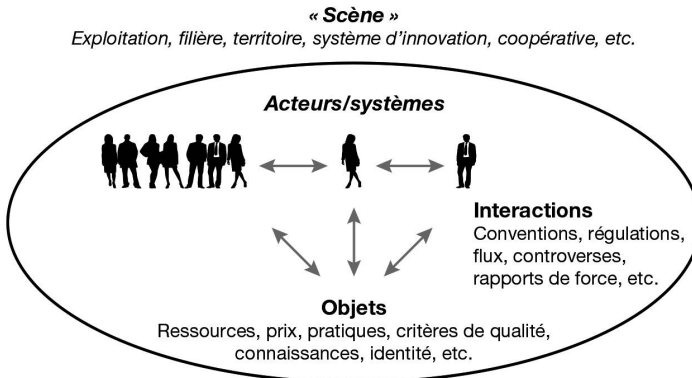 « Scène »
Exploitation, filière, territoire, système d’innovation, coopérative, etc.
Acteurs/systèmes
Interactions
Conventions, régulations,
flux, controverses,
rapports de force, etc.
Objets
Ressources, prix, pratiques, critères de qualité,
connaissances, identité, etc.